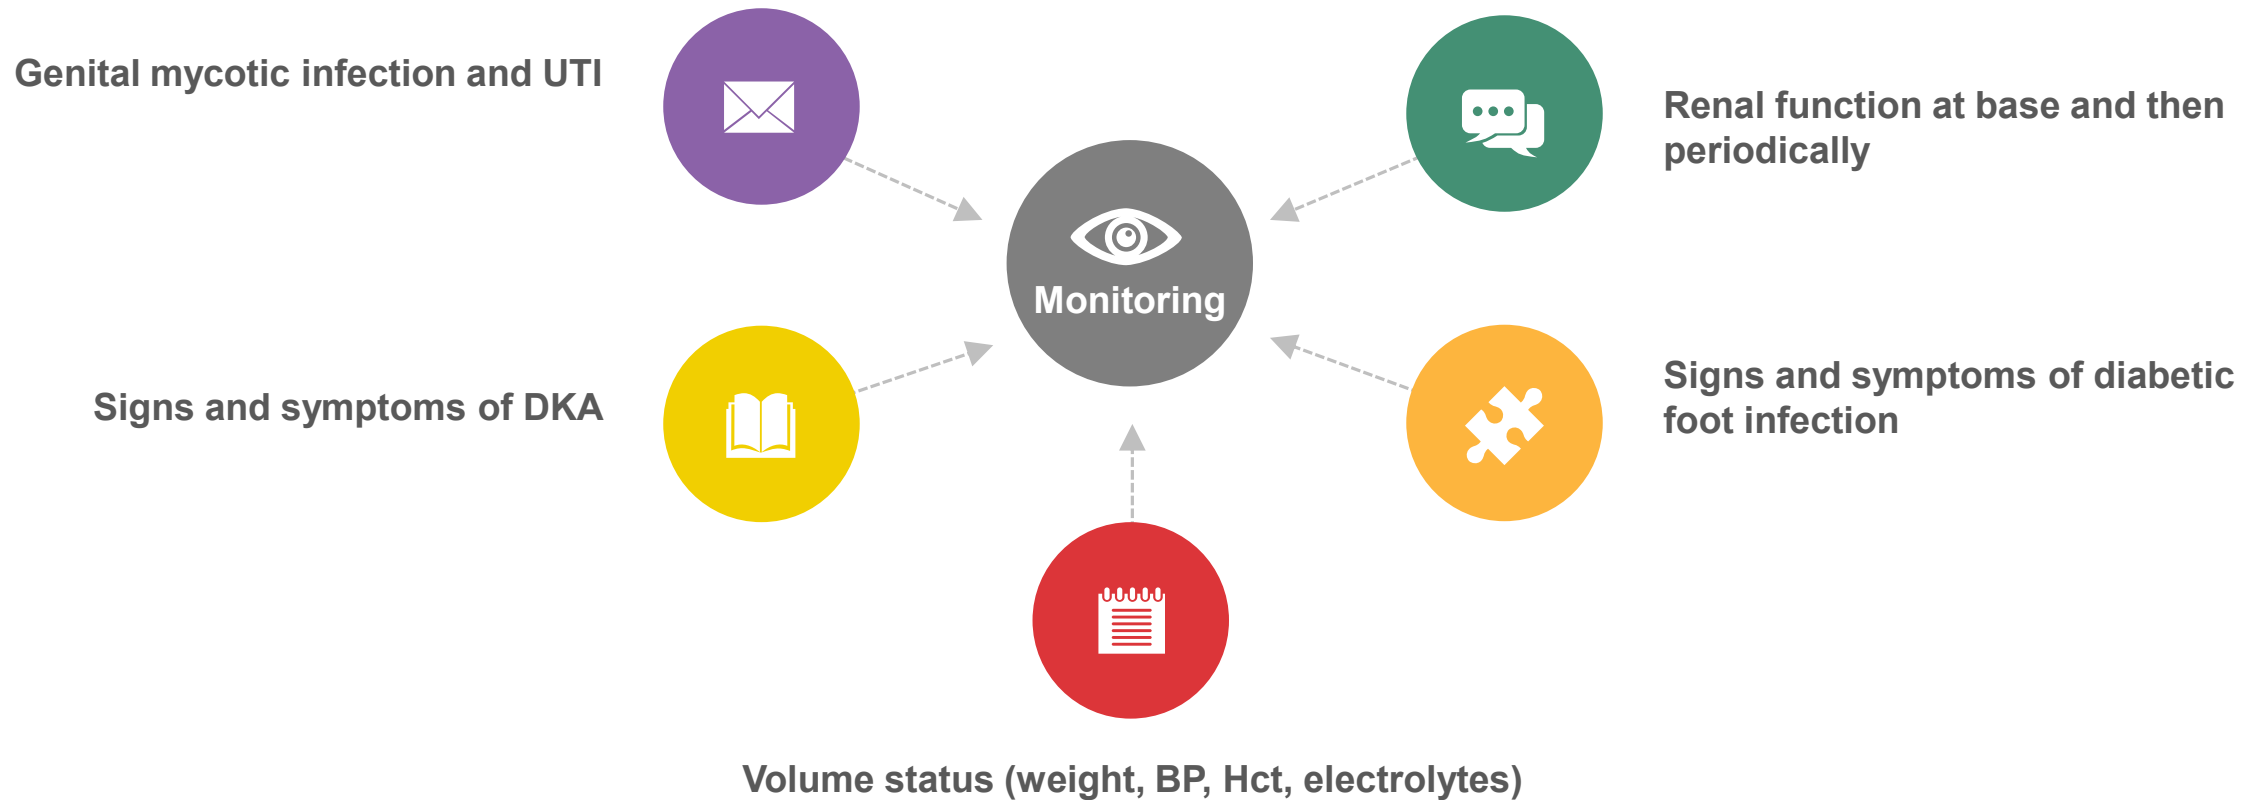 Genital mycotic infection and UTI
Renal function at base and then
periodically
Monitoring
Signs and symptoms of DKA
Signs and symptoms of diabetic
foot infection
Volume status (weight, BP, Hct, electrolytes)